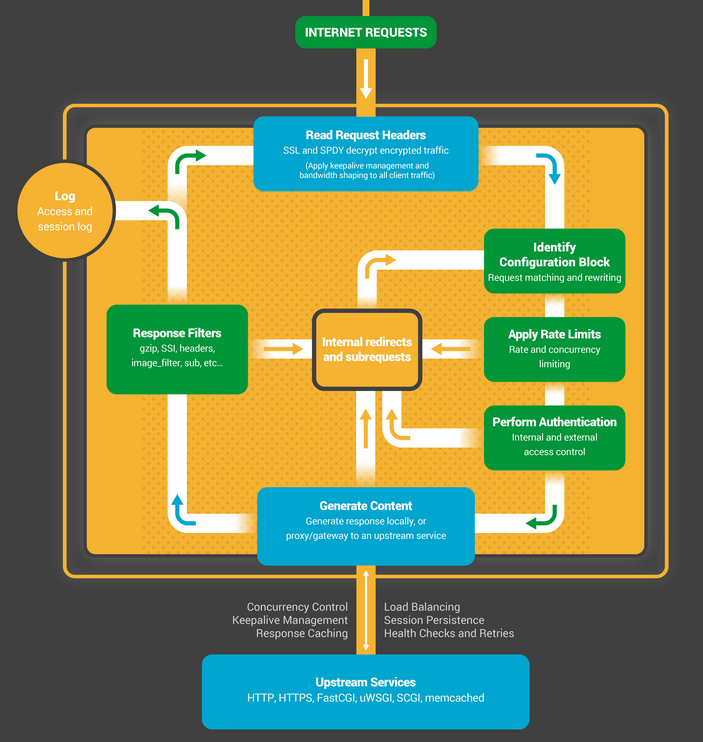 INTERNET REQUESTS
Read Request Headers
SSL and SPDY decrypt encrypted traffic
(Apply keepalive management and
bandwidth shaping to all client traffic)
Log
Access and
session log
Identify
Configuration Block
Request matching and rewriting
Response Filters
gzip, SSI, headers,
image_filter, sub, etc...
Internal redirects
and subrequests
Apply Rate Limits
Rate and concurrency
limiting
Perform Authentication
Internal and external
access control
Generate Content
Generate response locally, or
proxy/gateway to an upstream service
Concurrency Control
Keepalive Management
Response Caching
Load Balancing
Session Persistence
Health Checks and Retries
Upstream Services
HTTP, HTTPS, FastCGI, uWSGI, SCGI, memcached